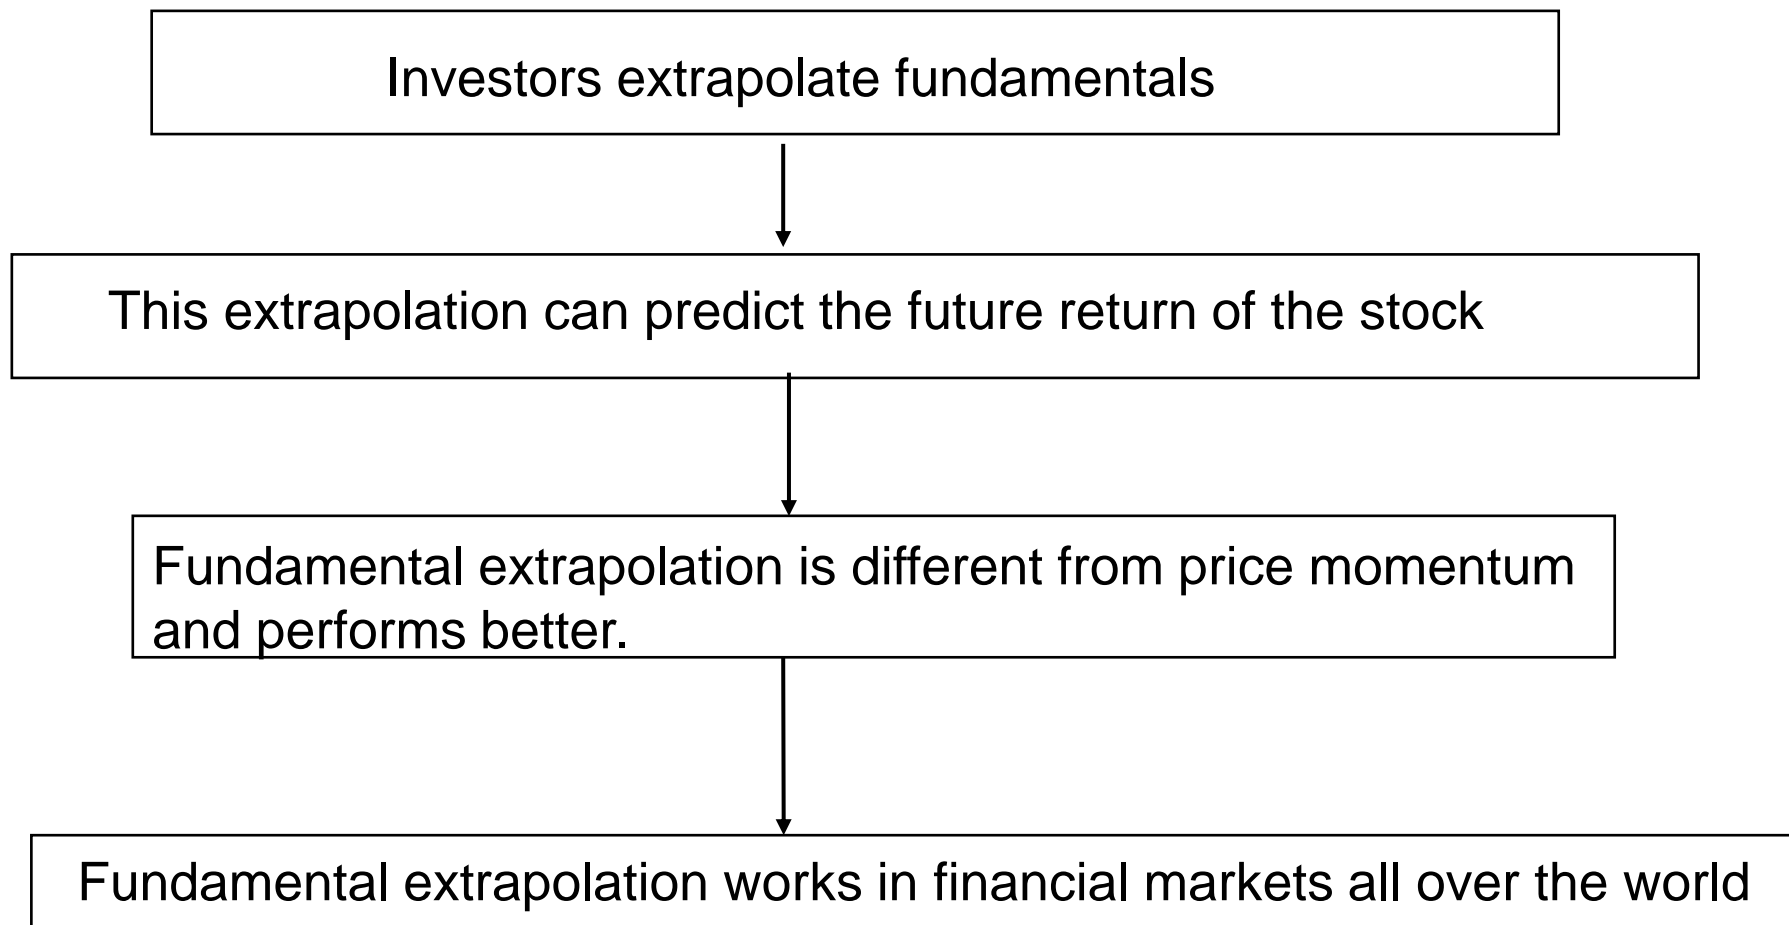 Investors extrapolate fundamentals
This extrapolation can predict the future return of the stock
Fundamental extrapolation is different from price momentum
and performs better.
Fundamental extrapolation works in financial markets all over the world